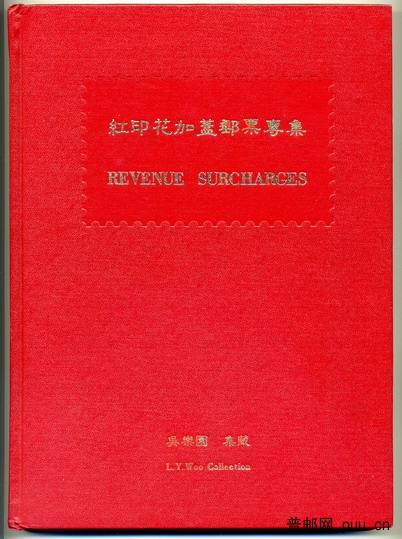 紅印花加蓋郵票專集
REVENUE SURCHARGES
吳樂園 集藏
L.Y.Woo Collection
普邮网 puu.cn